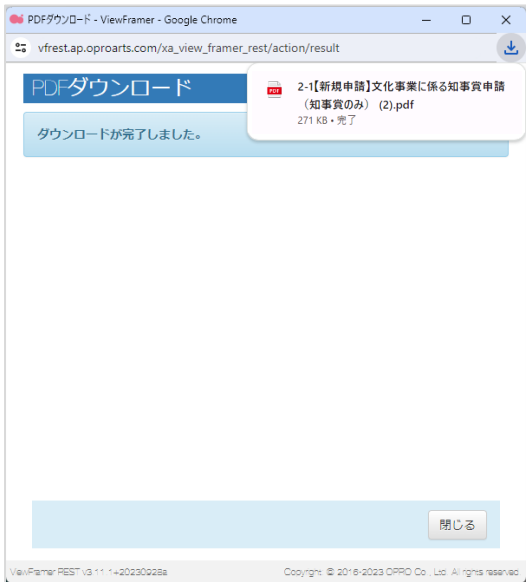 PDFダウンロード - ViewFramer - Google Chrome
vfrest.ap.oproarts.com/xa_view_framer_rest/action/result
PDFダウンロード
2-1【新規申請】文化事業に係る知事賞申請
（知事賞のみ） (2).pdf
271 KB • 完了
ダウンロードが完了しました。
閉じる
ViewFramer REST v3.11.1+20230928a
Copyright © 2016-2023 OPRO Co., Ltd. All rights reserved.